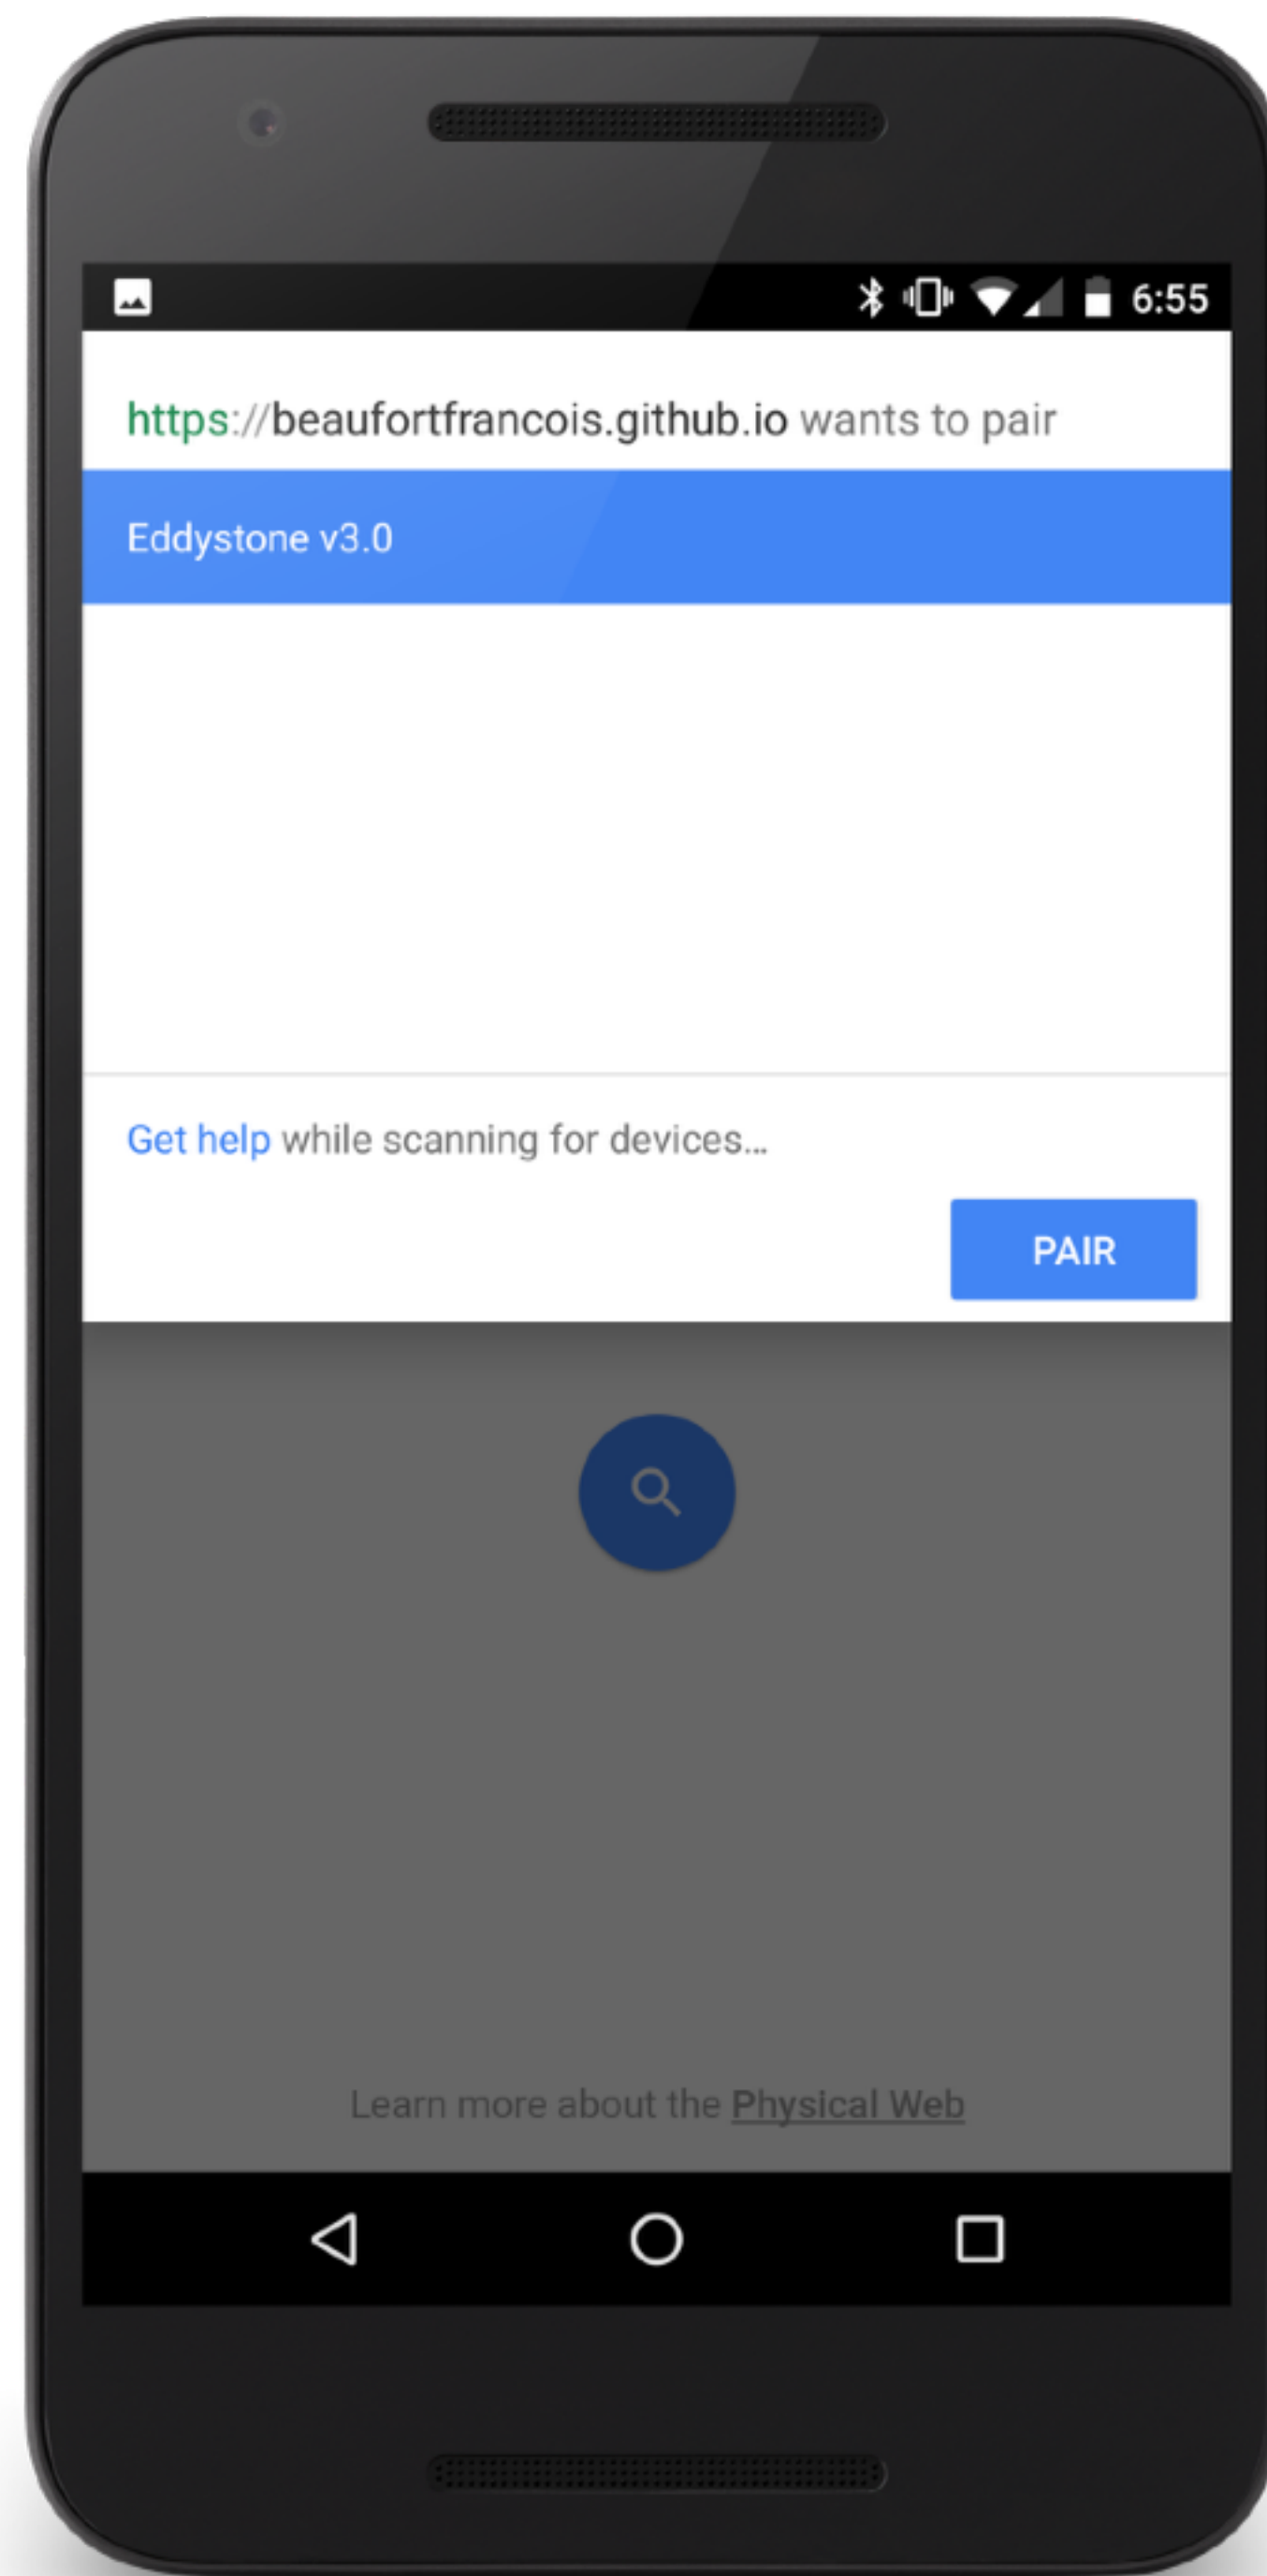 6:55
https://beaufortfrancois.github.io wants to pair
Eddystone v3.0
Get help while scanning for devices...
PAIR
Learn more about the Physical Web